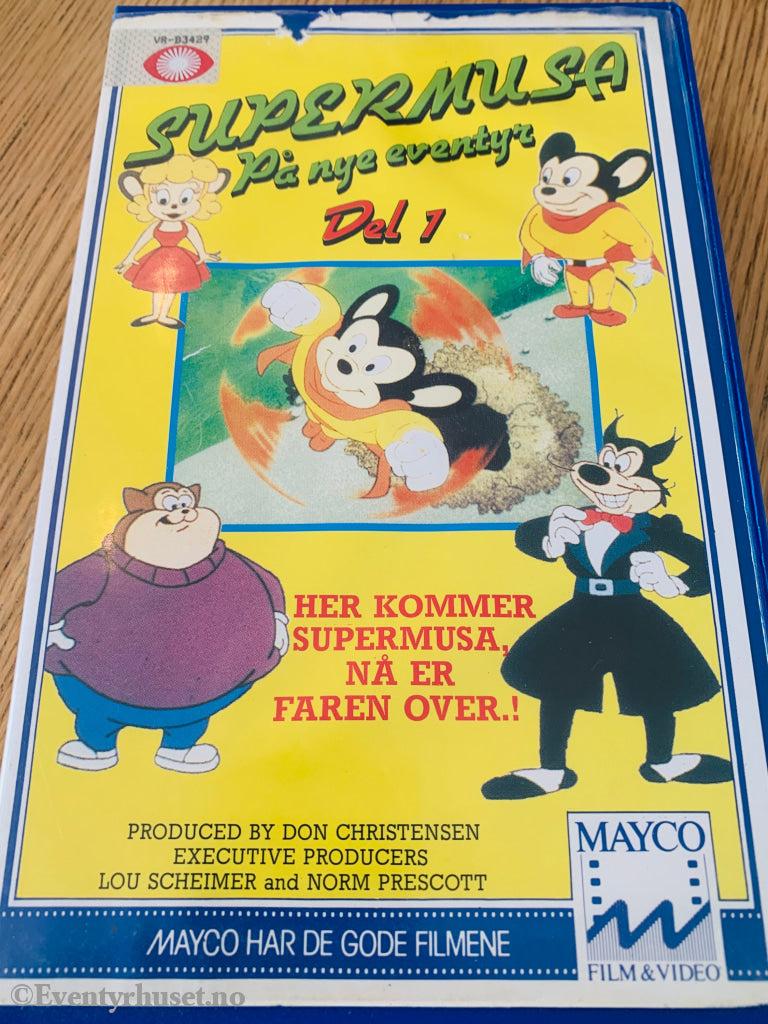 VR-B3429
SUPERMUSA
På nye eventyr
Del 1
HER KOMMER
SUPERMUSA,
NÅ ER
FAREN OVER.!
PRODUCED BY DON CHRISTENSEN
EXECUTIVE PRODUCERS
LOU SCHEIMER and NORM PRESCOTT
MAYCO
FILM & VIDEO
MAYCO HAR DE GODE FILMENE
©Eventyrhuset.no